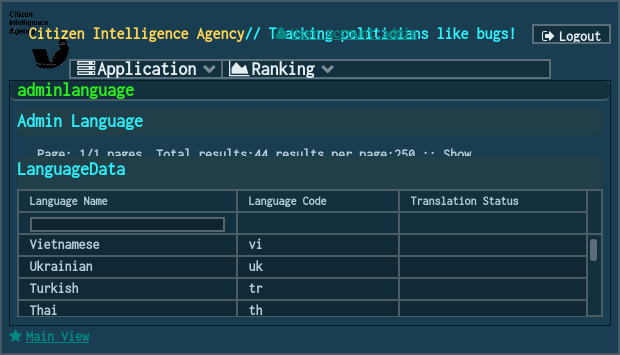 Citizen
Intelligence
Agency
Citizen Intelligence Agency// Tracking politicians like bugs!
Logout
Application
Ranking
adminlanguage
Admin Language
Page: 1/1 pages, Total results:44 results per page:250 :: Show
LanguageData
Language Name Language Code Translation Status
Vietnamese vi
Ukrainian uk
Turkish tr
Thai th
Main View